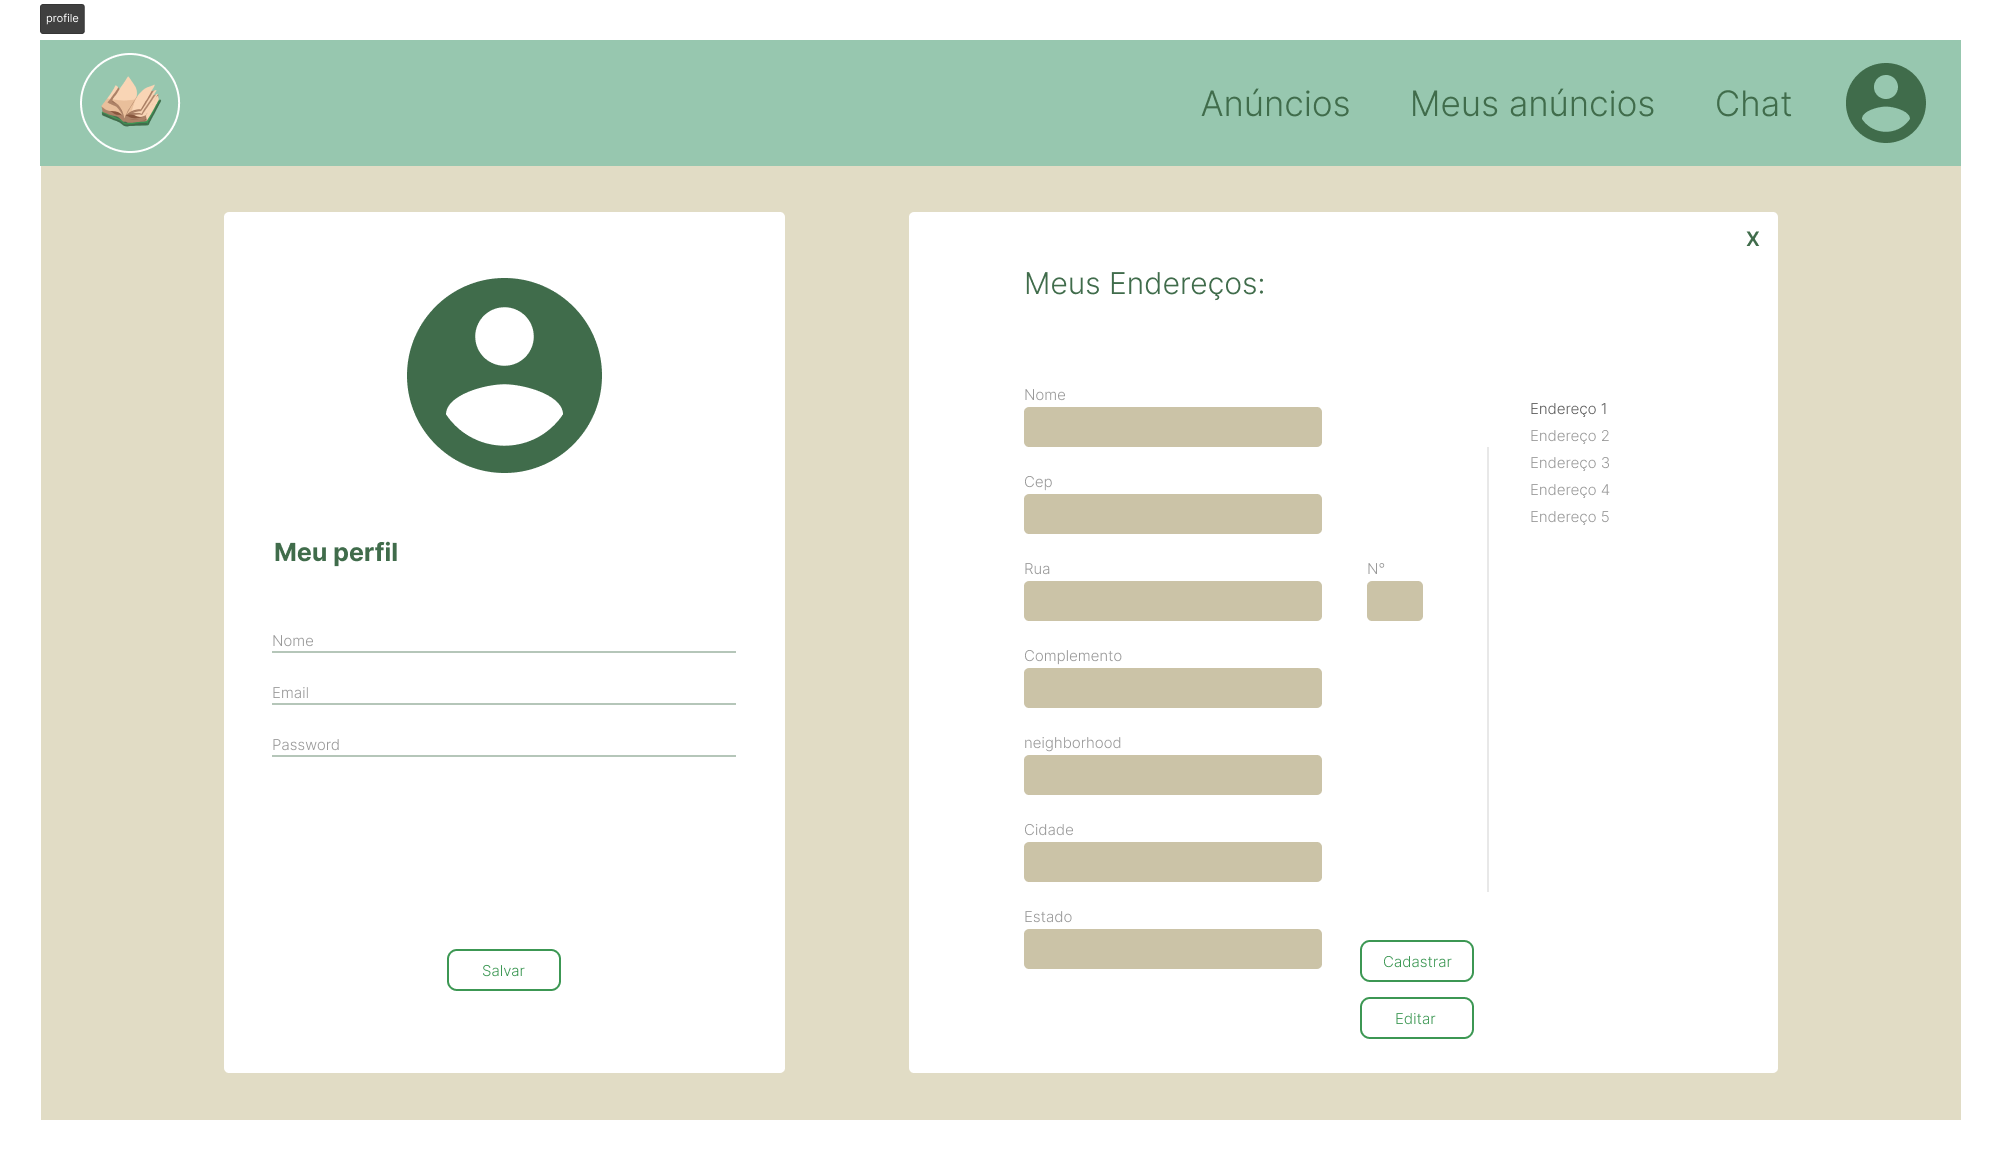 profile
Anúncios
Meus anúncios
Chat
Meu perfil
Nome
Email
Password
Salvar
X
Meus Endereços:
Nome
Cep
Rua
N°
Complemento
neighborhood
Cidade
Estado
Endereço 1
Endereço 2
Endereço 3
Endereço 4
Endereço 5
Cadastrar
Editar